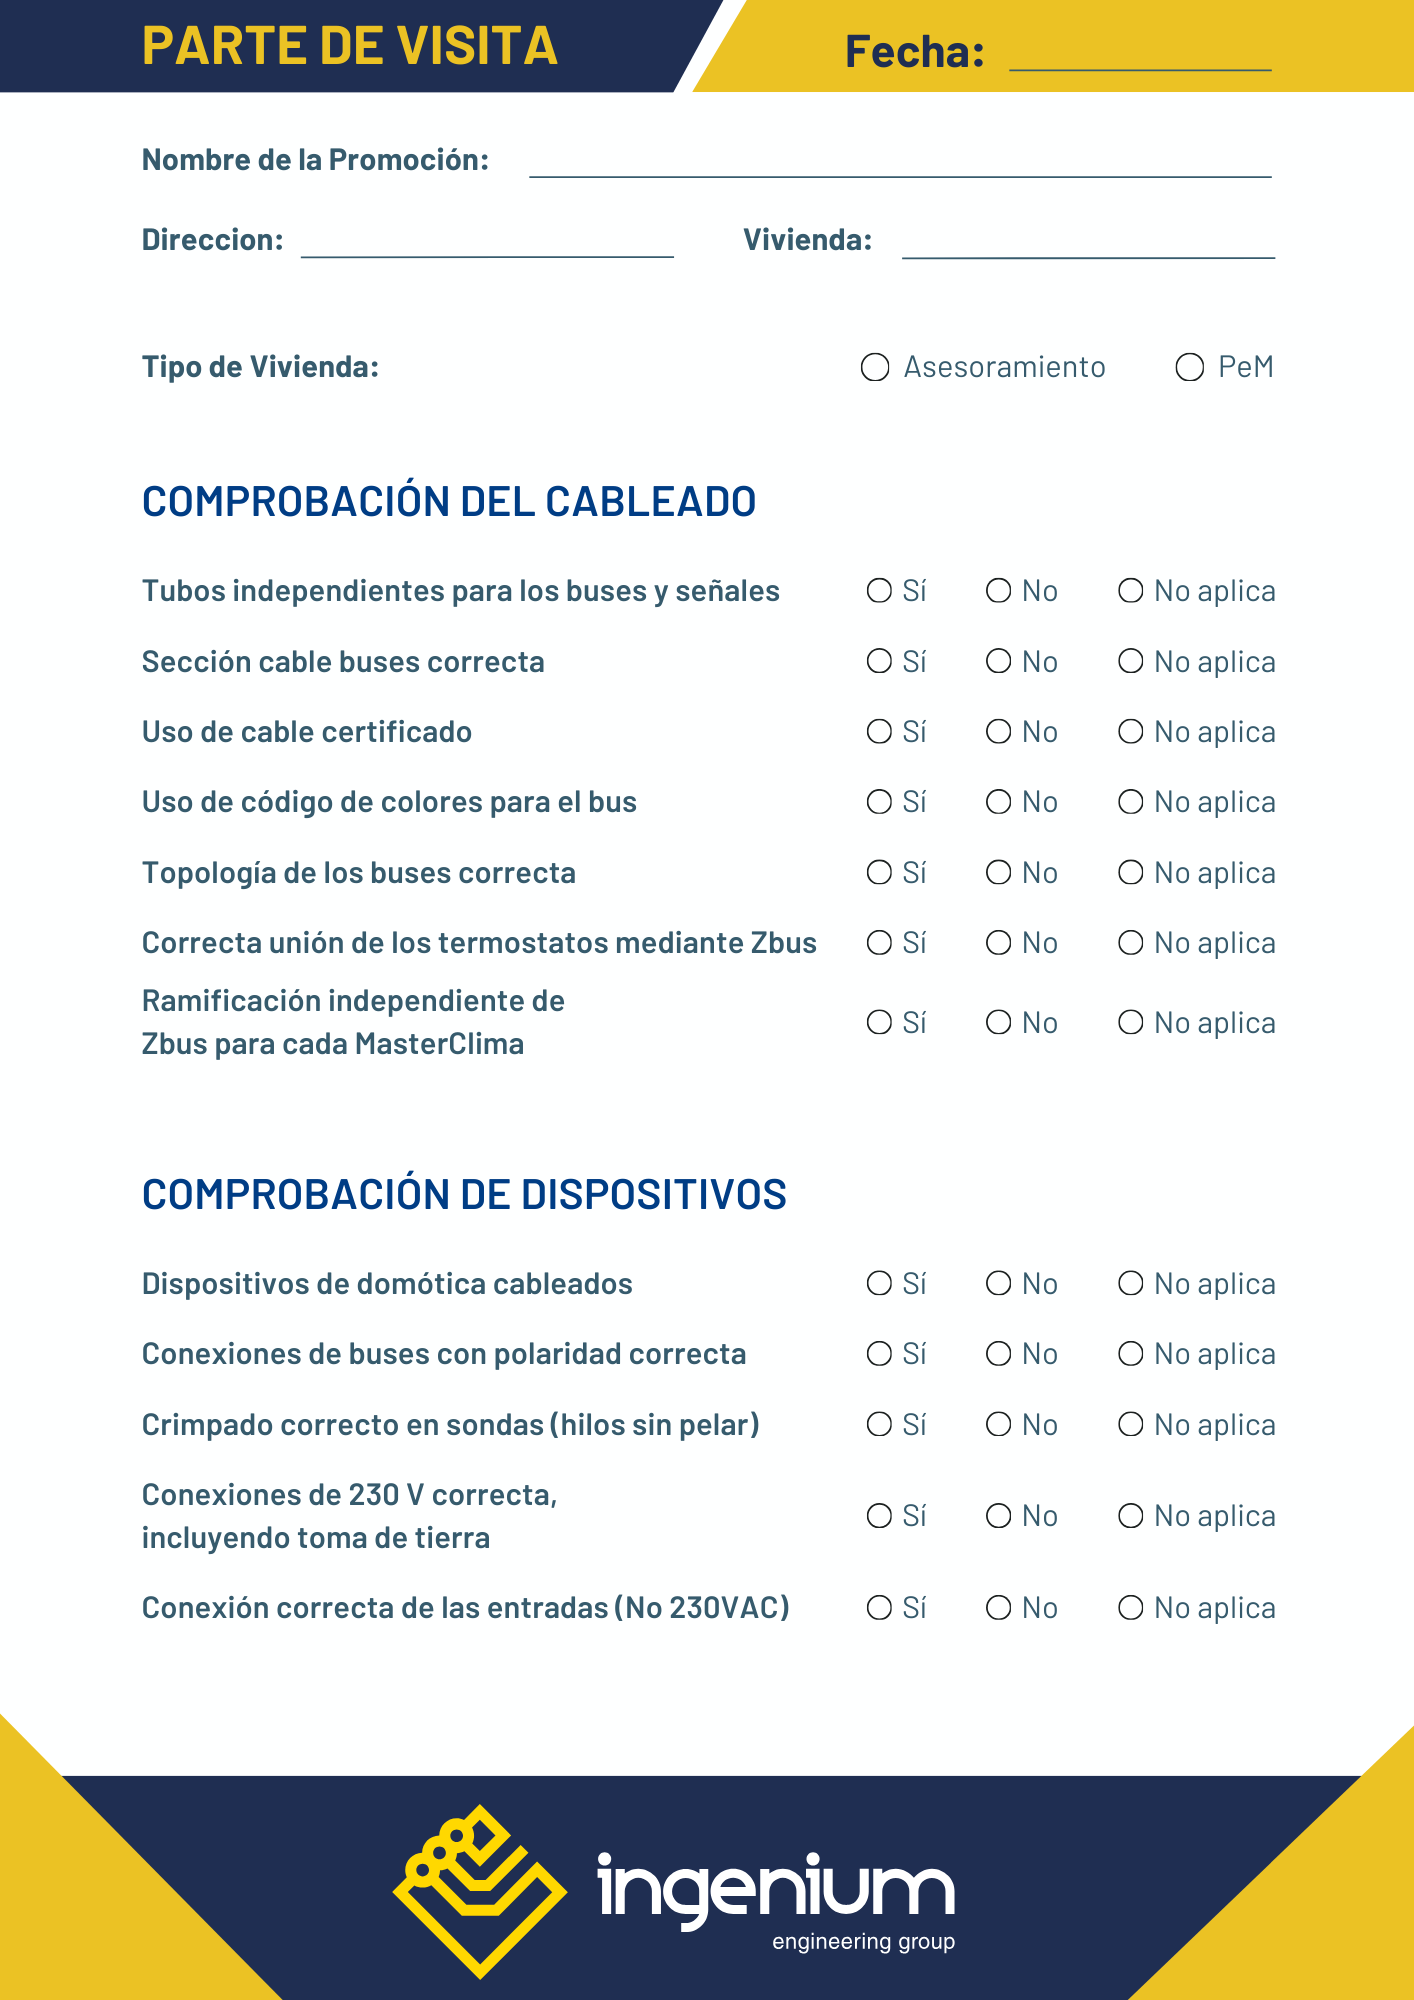 PARTE DE VISITA
Fecha:
Nombre de la Promoción:
Direccion: Vivienda:
Tipo de Vivienda: Asesoramiento PeM
COMPROBACIÓN DEL CABLEADO
Tubos independientes para los buses y señales Sí No No aplica
Sección cable buses correcta Sí No No aplica
Uso de cable certificado Sí No No aplica
Uso de código de colores para el bus Sí No No aplica
Topología de los buses correcta Sí No No aplica
Correcta unión de los termostatos mediante Zbus Sí No No aplica
Ramificación independiente de
Zbus para cada MasterClima Sí No No aplica
COMPROBACIÓN DE DISPOSITIVOS
Dispositivos de domótica cableados Sí No No aplica
Conexiones de buses con polaridad correcta Sí No No aplica
Crimpado correcto en sondas (hilos sin pelar) Sí No No aplica
Conexiones de 230 V correcta,
incluyendo toma de tierra Sí No No aplica
Conexión correcta de las entradas (No 230VAC) Sí No No aplica
ingenium
engineering group